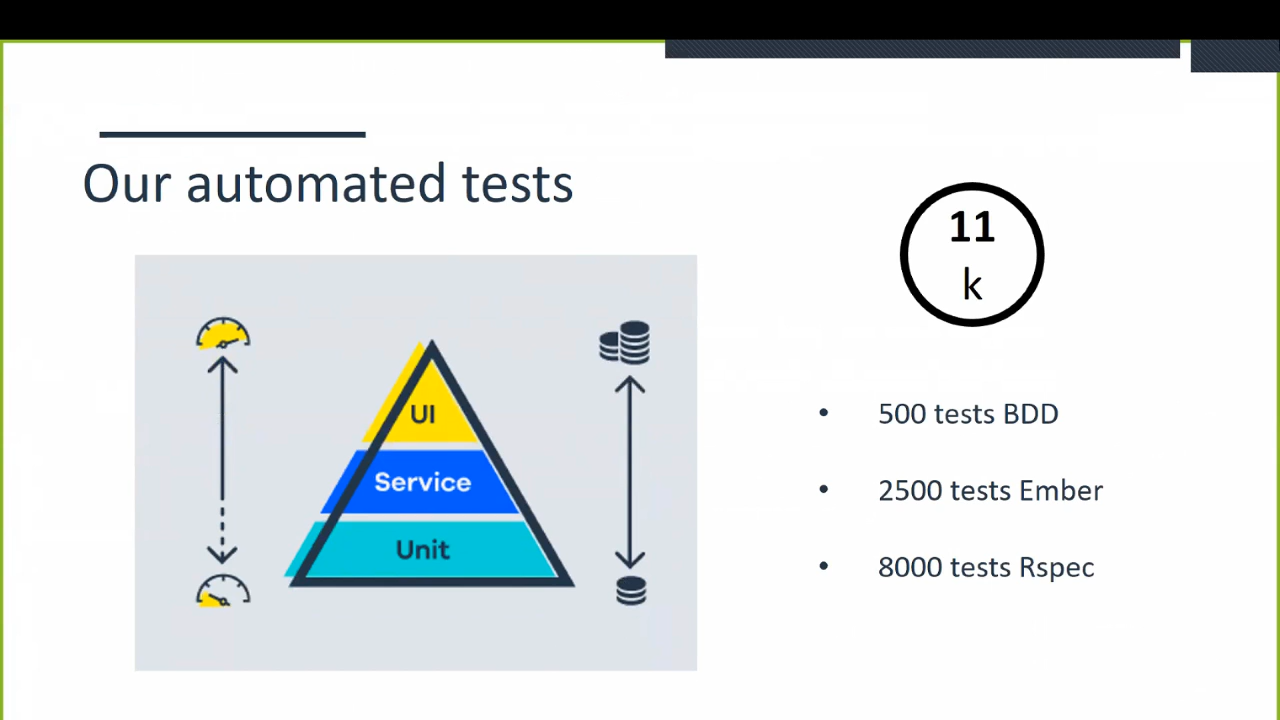 Our automated tests
11
k
UI
Service
Unit
• 500 tests BDD
• 2500 tests Ember
• 8000 tests Rspec